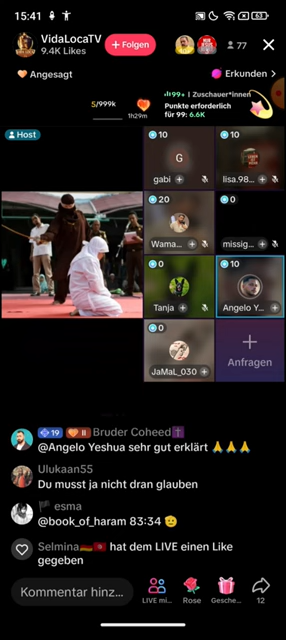 15:41
63
VidaLocaTV
9.4K Likes
+ Folgen
77
Angesagt
Erkunden >
5/999k
1h29m
99+ | Zuschauer*innen
Punkte erforderlich
für 99: 6.6K
Host
10
G
gabi
10
lisa.98...
20
Wama...
0
missig...
0
Tanja
10
Angelo Y...
0
JaMaL_030
Anfragen
19 II Bruder Coheed
@Angelo Yeshua sehr gut erklärt 🙏🙏🙏
Ulukaan55
Du musst ja nicht dran glauben
esma
@book_of_haram 83:34 🫡
Selmina🇩🇪🇹🇳 hat dem LIVE einen Like
gegeben
Kommentar hinz...
LIVE mi...
Rose
Gesche...
12